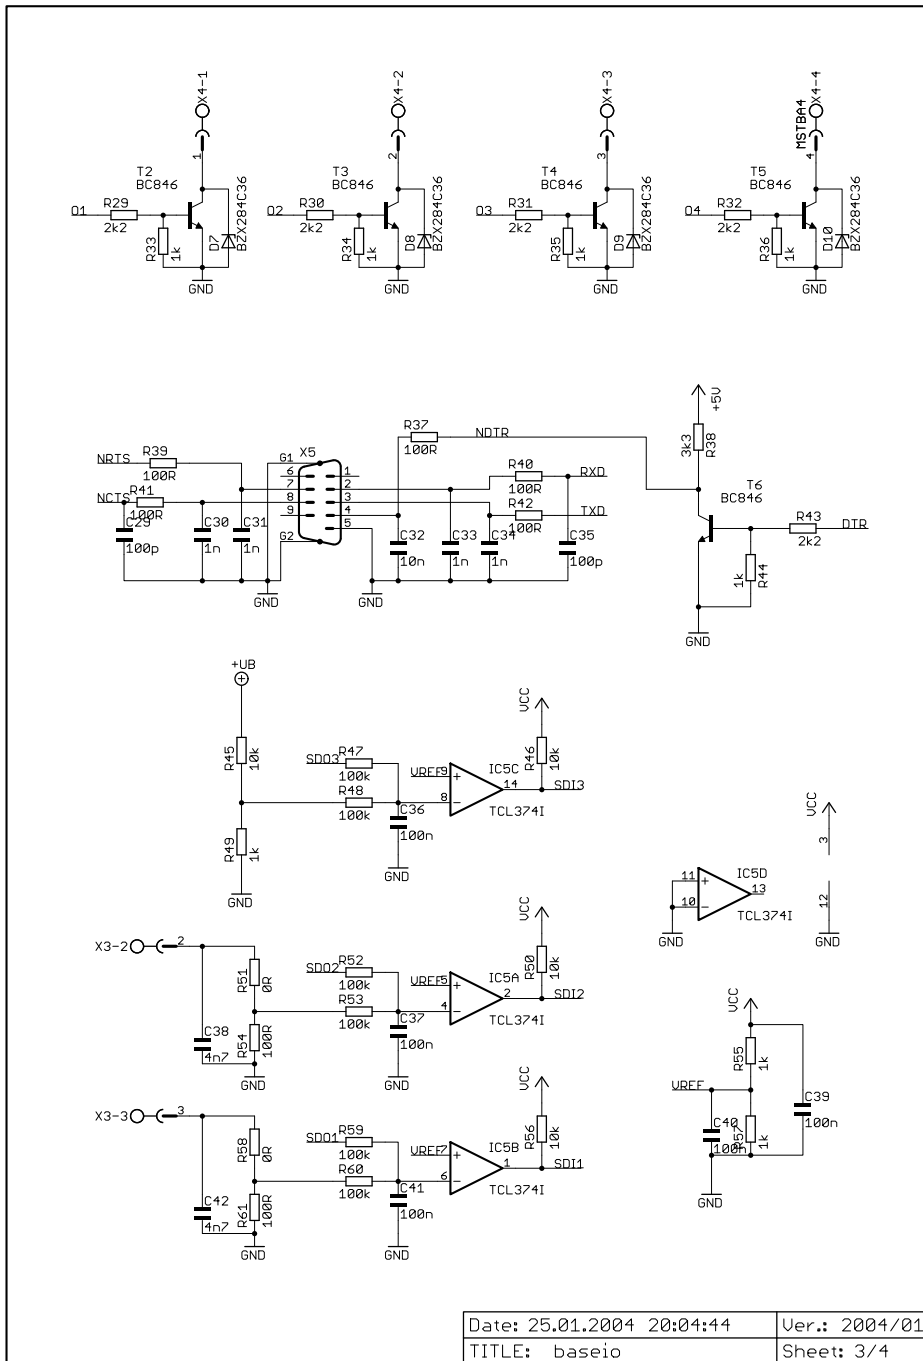 X4-1
X4-2
X4-3
MSTBA4
X4-4
1
2
3
4
T2
BC846
T3
BC846
T4
BC846
T5
BC846
O1
R29
2k2
R33
1k
D7
BZX284C36
GND
O2
R30
2k2
R34
1k
D8
BZX284C36
GND
O3
R31
2k2
R35
1k
D9
BZX284C36
GND
O4
R32
2k2
R36
1k
D10
BZX284C36
GND
+5V
3k3
R38
R37
100R
NDTR
NRTS
R39
100R
NCTS
R41
100R
C29
100p
C30
1n
C31
1n
GND
X5
G1
6
7
8
9
G2
1
2
3
4
5
R40
100R
RXD
R42
100R
TXD
C32
10n
C33
1n
C34
1n
C35
100p
GND
T6
BC846
R43
2k2
DTR
1k
R44
GND
+UB
R45
10k
R49
1k
GND
SDO3
R47
100k
R48
100k
C36
100n
GND
VREF
9
+
8
-
IC5C
14
TCL374I
VCC
R46
10k
SDI3
VCC
3
12
GND
11
+
10
-
IC5D
13
TCL374I
GND
X3-2
2
C38
4n7
R51
0R
R54
100R
GND
SDO2
R52
100k
R53
100k
C37
100n
GND
VREF
5
+
4
-
IC5A
2
TCL374I
VCC
R50
10k
SDI2
VCC
R55
1k
VREF
C40
100n
R57
1k
C39
100n
GND
X3-3
3
C42
4n7
R58
0R
R61
100R
GND
SDO1
R59
100k
R60
100k
C41
100n
GND
VREF
7
+
6
-
IC5B
1
TCL374I
VCC
R56
10k
SDI1
Date: 25.01.2004 20:04:44
Ver.: 2004/01
TITLE: baseio
Sheet: 3/4